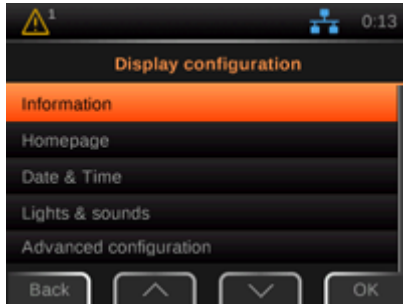 1
0:13
Display configuration
Information
Homepage
Date & Time
Lights & sounds
Advanced configuration
Back
OK